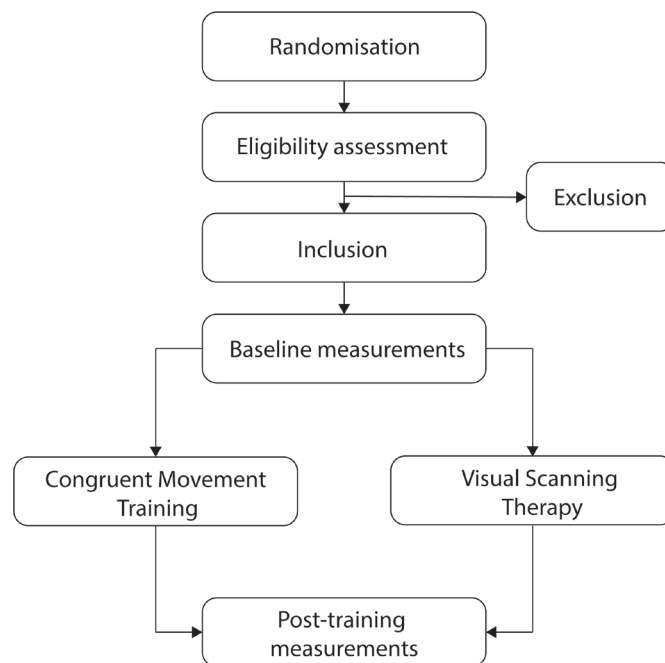 Randomisation
Eligibility assessment
Exclusion
Inclusion
Baseline measurements
Congruent Movement
Training
Visual Scanning
Therapy
Post-training
measurements